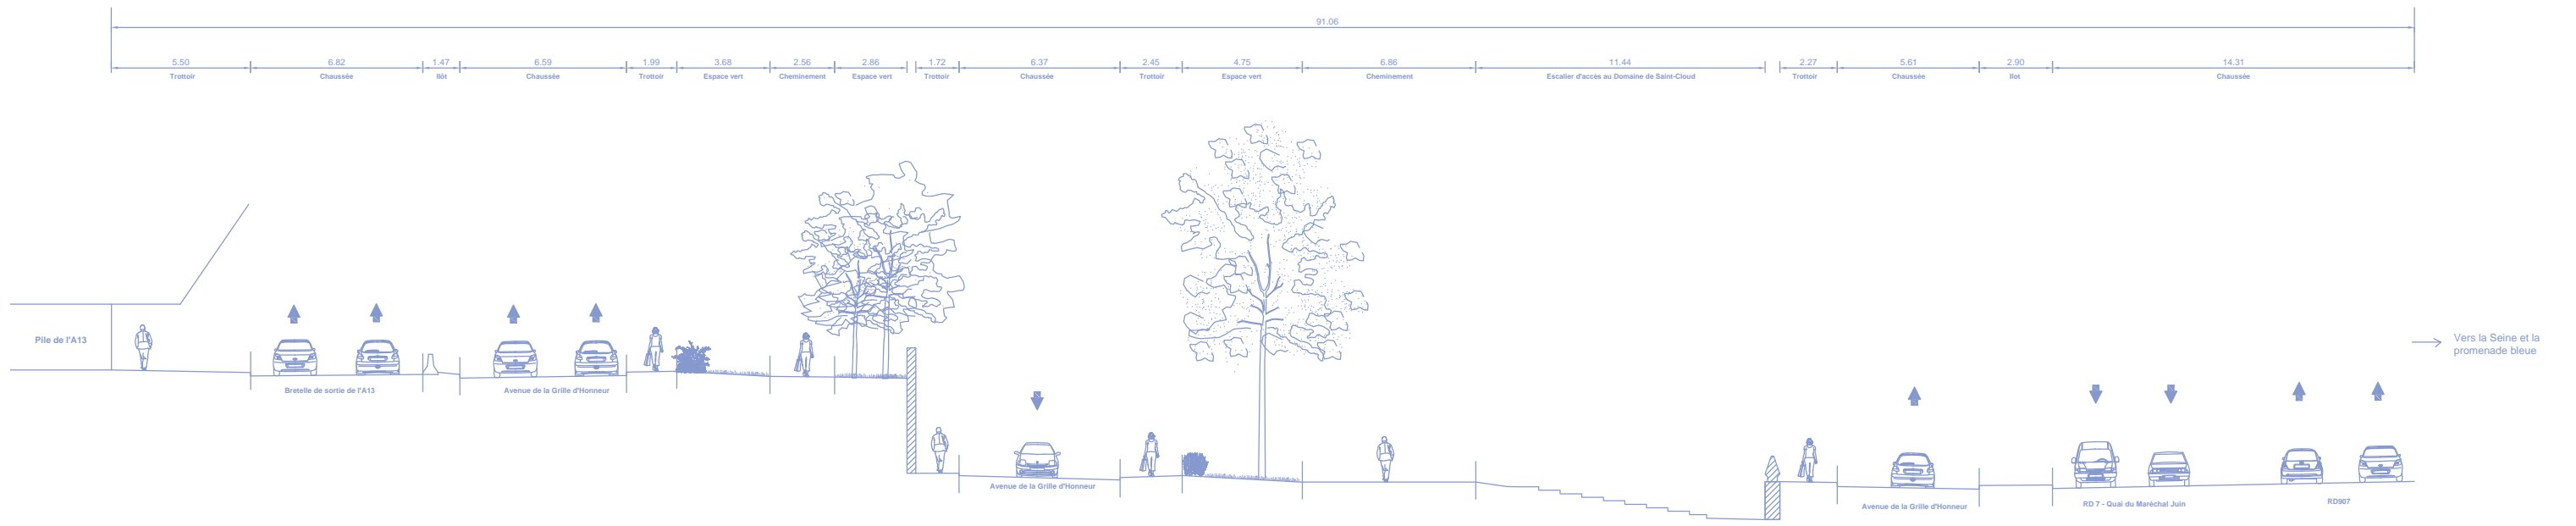 91.06
5.50 6.82 1.47 6.59 1.99 3.68 2.56 2.86 1.72 6.37 2.45 4.75 6.86 11.44 2.27 5.61 2.90 14.31
Trottoir Chaussée Ilôt Chaussée Trottoir Espace vert Cheminement Espace vert Trottoir Chaussée Trottoir Espace vert Cheminement Escalier d'accès au Domaine de Saint-Cloud Trottoir Chaussée Ilot Chaussée
Pile de l'A13
Vers la Seine et la
promenade bleue
Bretelle de sortie de l'A13
Avenue de la Grille d'Honneur
Avenue de la Grille d'Honneur
Avenue de la Grille d'Honneur
RD 7 - Quai du Maréchal Juin
RD907